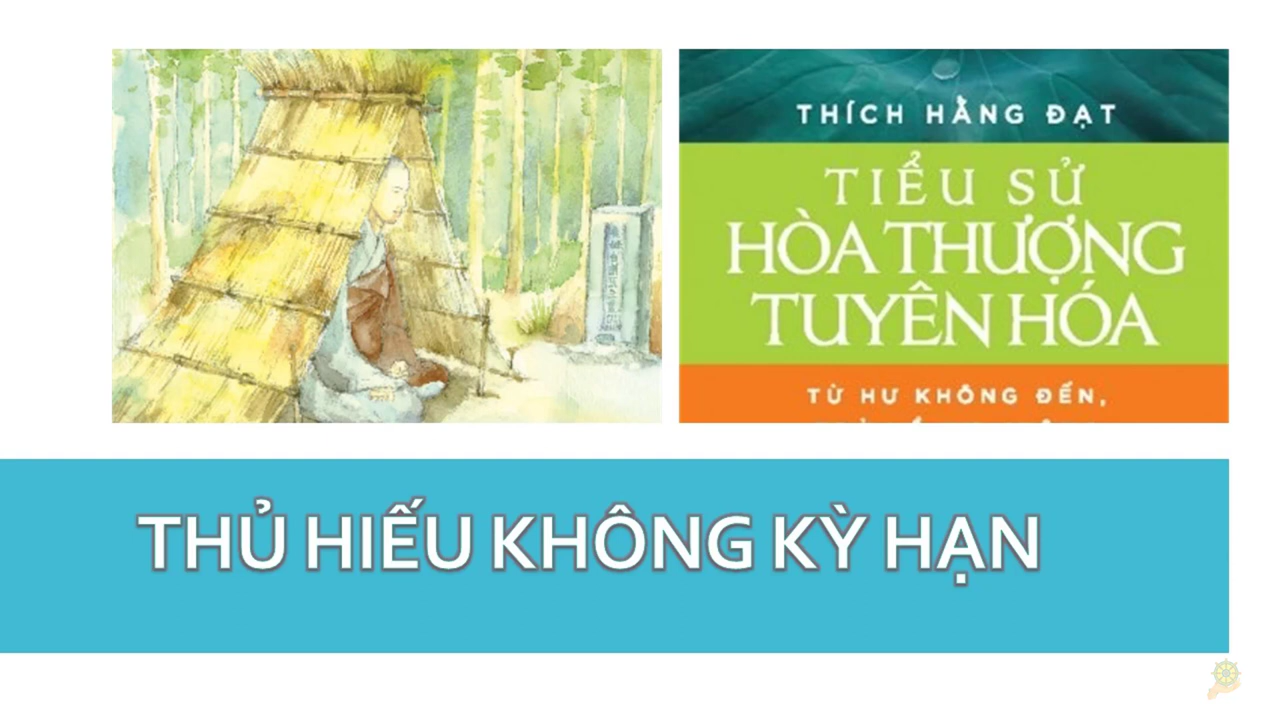 THÍCH HẰNG ĐẠT
TIỂU SỬ
HÒA THƯỢNG
TUYÊN HÓA
TỪ HƯ KHÔNG ĐẾN,
THỦ HIẾU KHÔNG KỲ HẠN